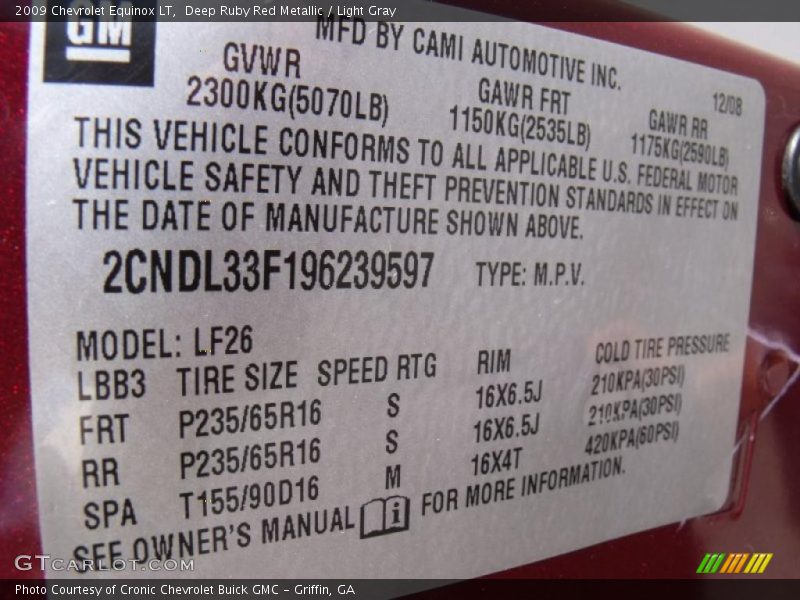 2009 Chevrolet Equinox LT, Deep Ruby Red Metallic / Light Gray
GM
MFD BY CAMI AUTOMOTIVE INC.
GVWR GAWR FRT GAWR RR 12/08
2300KG(5070LB) 1150KG(2535LB) 1175KG(2590LB)
THIS VEHICLE CONFORMS TO ALL APPLICABLE U.S. FEDERAL MOTOR
VEHICLE SAFETY AND THEFT PREVENTION STANDARDS IN EFFECT ON
THE DATE OF MANUFACTURE SHOWN ABOVE.
2CNDL33F196239597 TYPE: M.P.V.
MODEL: LF26
LBB3 TIRE SIZE SPEED RTG RIM COLD TIRE PRESSURE
FRT P235/65R16 S 16X6.5J 210KPA(30PSI)
RR P235/65R16 S 16X6.5J 210KPA(30PSI)
SPA T155/90D16 M 16X4T 420KPA(60PSI)
SEE OWNER'S MANUAL i FOR MORE INFORMATION.
GTcarlot.com
Photo Courtesy of Cronic Chevrolet Buick GMC - Griffin, GA